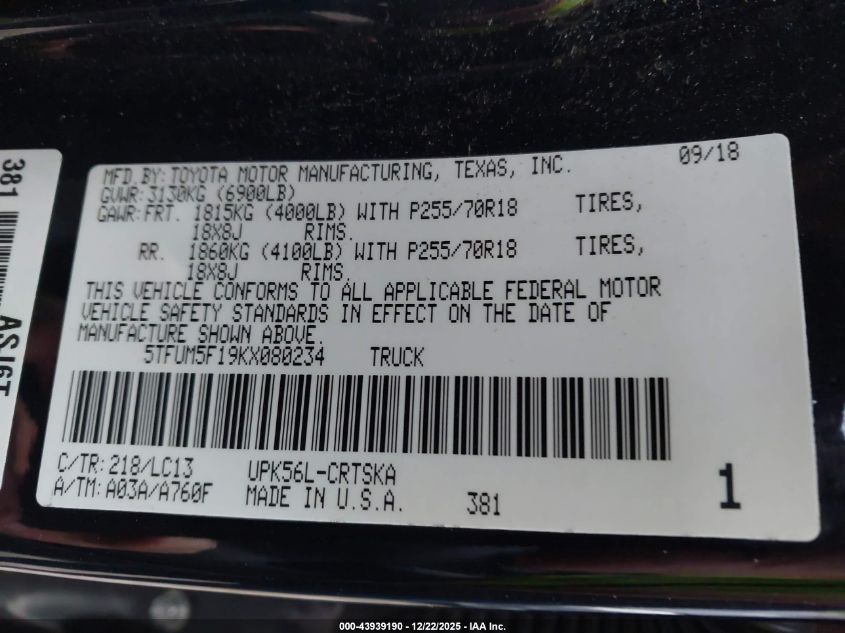 MFD.BY:TOYOTA MOTOR MANUFACTURING, TEXAS, INC. 09/18
GVWR:3130KG (6900LB)
GAWR:FRT. 1815KG (4000LB) WITH P255/70R18 TIRES,
18X8J RIMS.
RR. 1860KG (4100LB) WITH P255/70R18 TIRES,
18X8J RIMS.
THIS VEHICLE CONFORMS TO ALL APPLICABLE FEDERAL MOTOR
VEHICLE SAFETY STANDARDS IN EFFECT ON THE DATE OF
MANUFACTURE SHOWN ABOVE.
5TFUM5F19KX080234 TRUCK
C/TR:218/LC13 UPK56L-CRTSKA
A/TM:A03A/A760F MADE IN U.S.A. 381 1
381
000-43939190 - 12/22/2025 - IAA Inc.